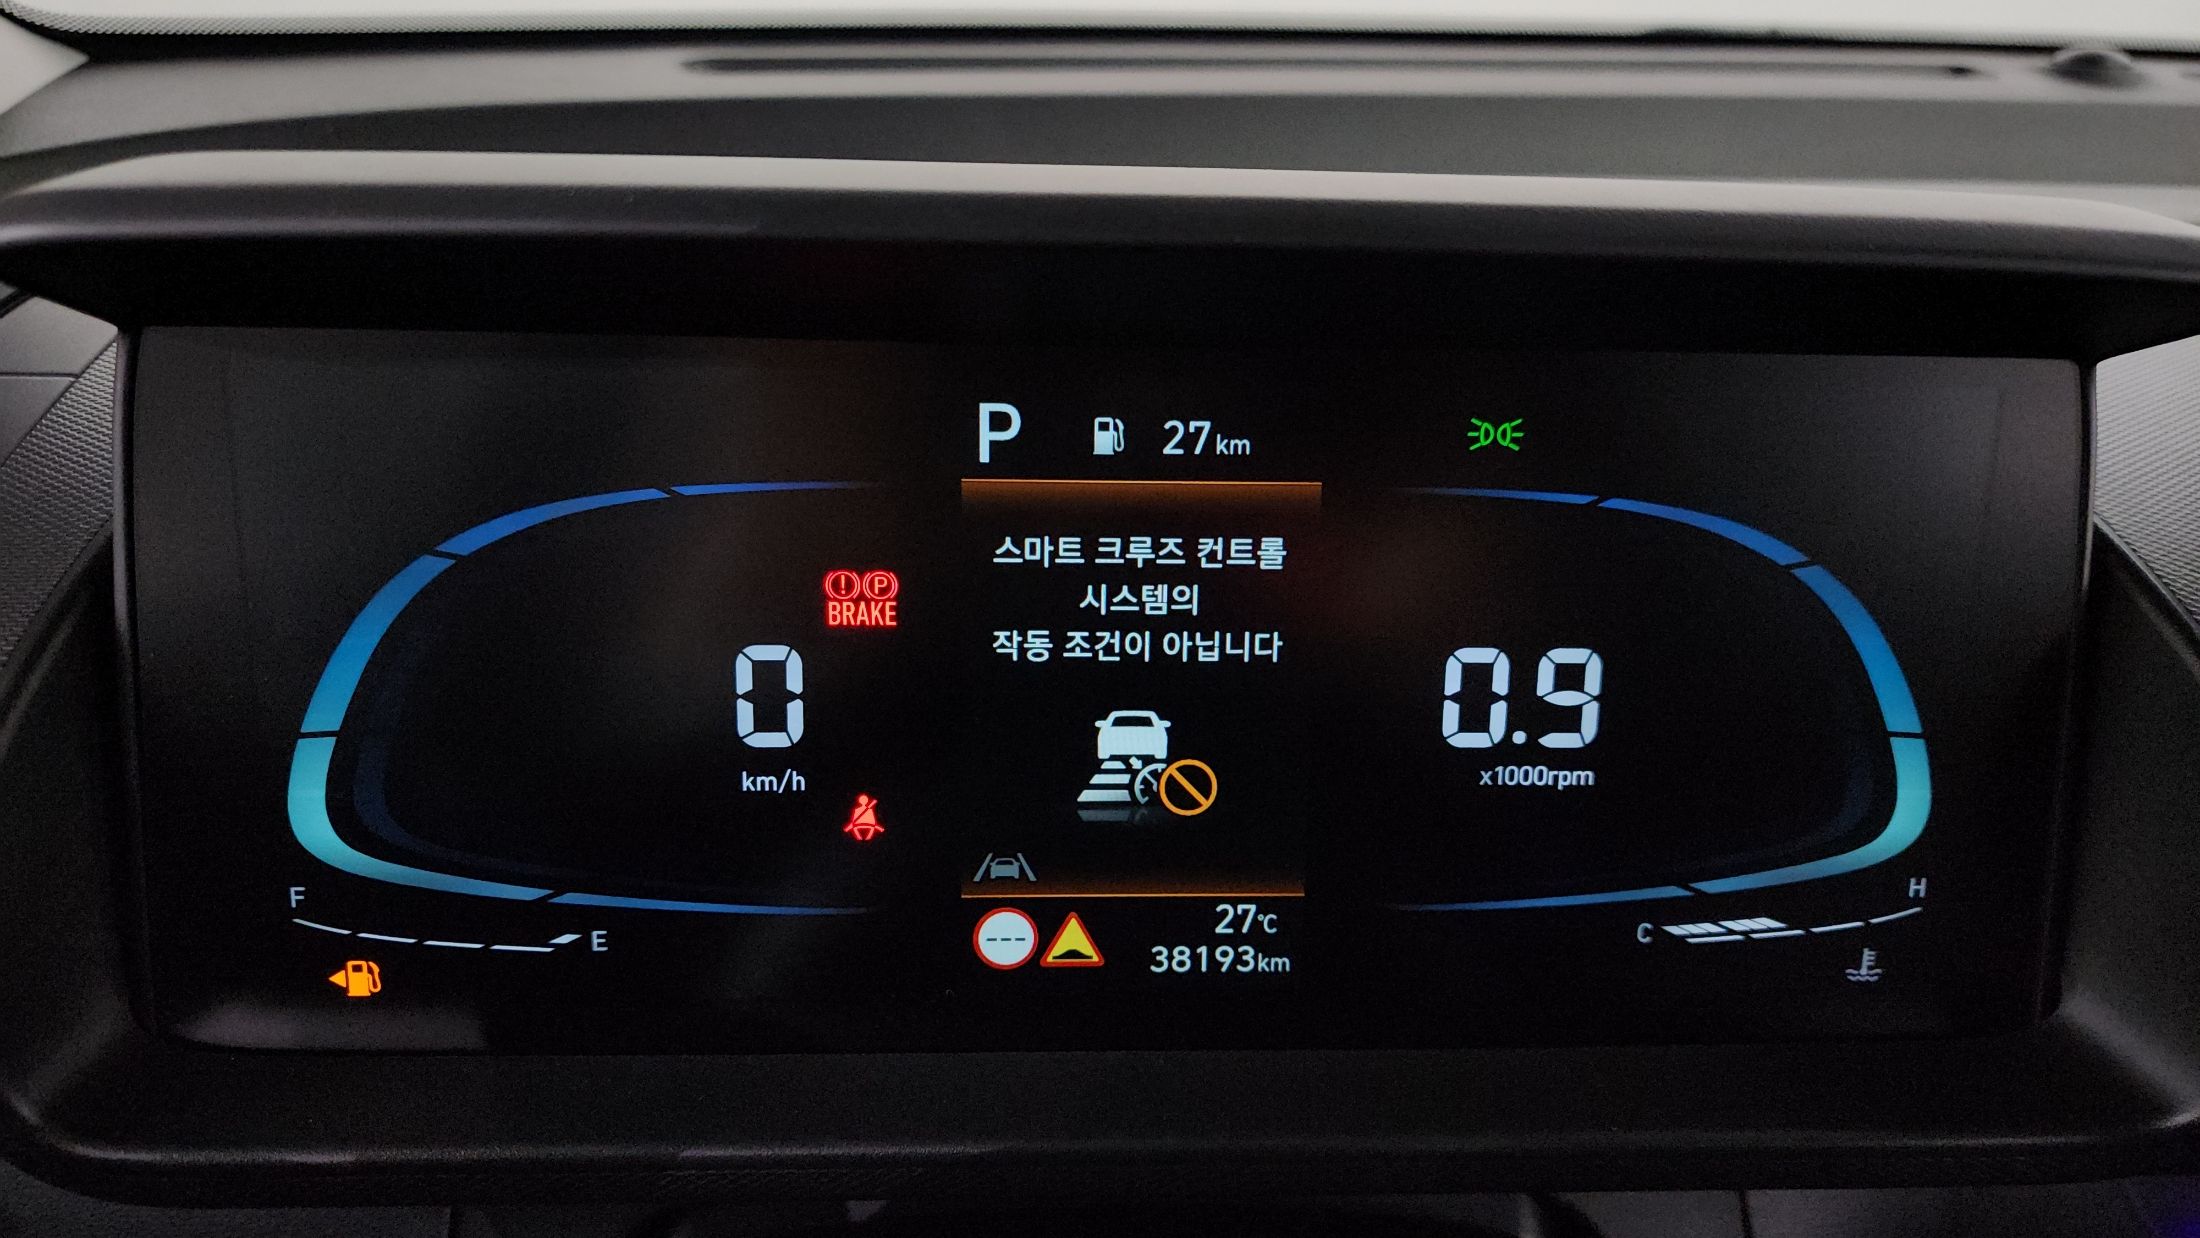 P 27km
스마트 크루즈 컨트롤
시스템의
작동 조건이 아닙니다
! P
BRAKE
0
km/h
0.9
x1000rpm
F E
C H
--- 27℃
38193km